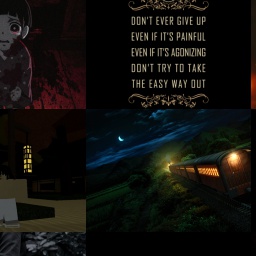 DON'T EVER GIVE UP
EVEN IF IT'S PAINFUL
EVEN IF IT'S AGONIZING
DON'T TRY TO TAKE
THE EASY WAY OUT